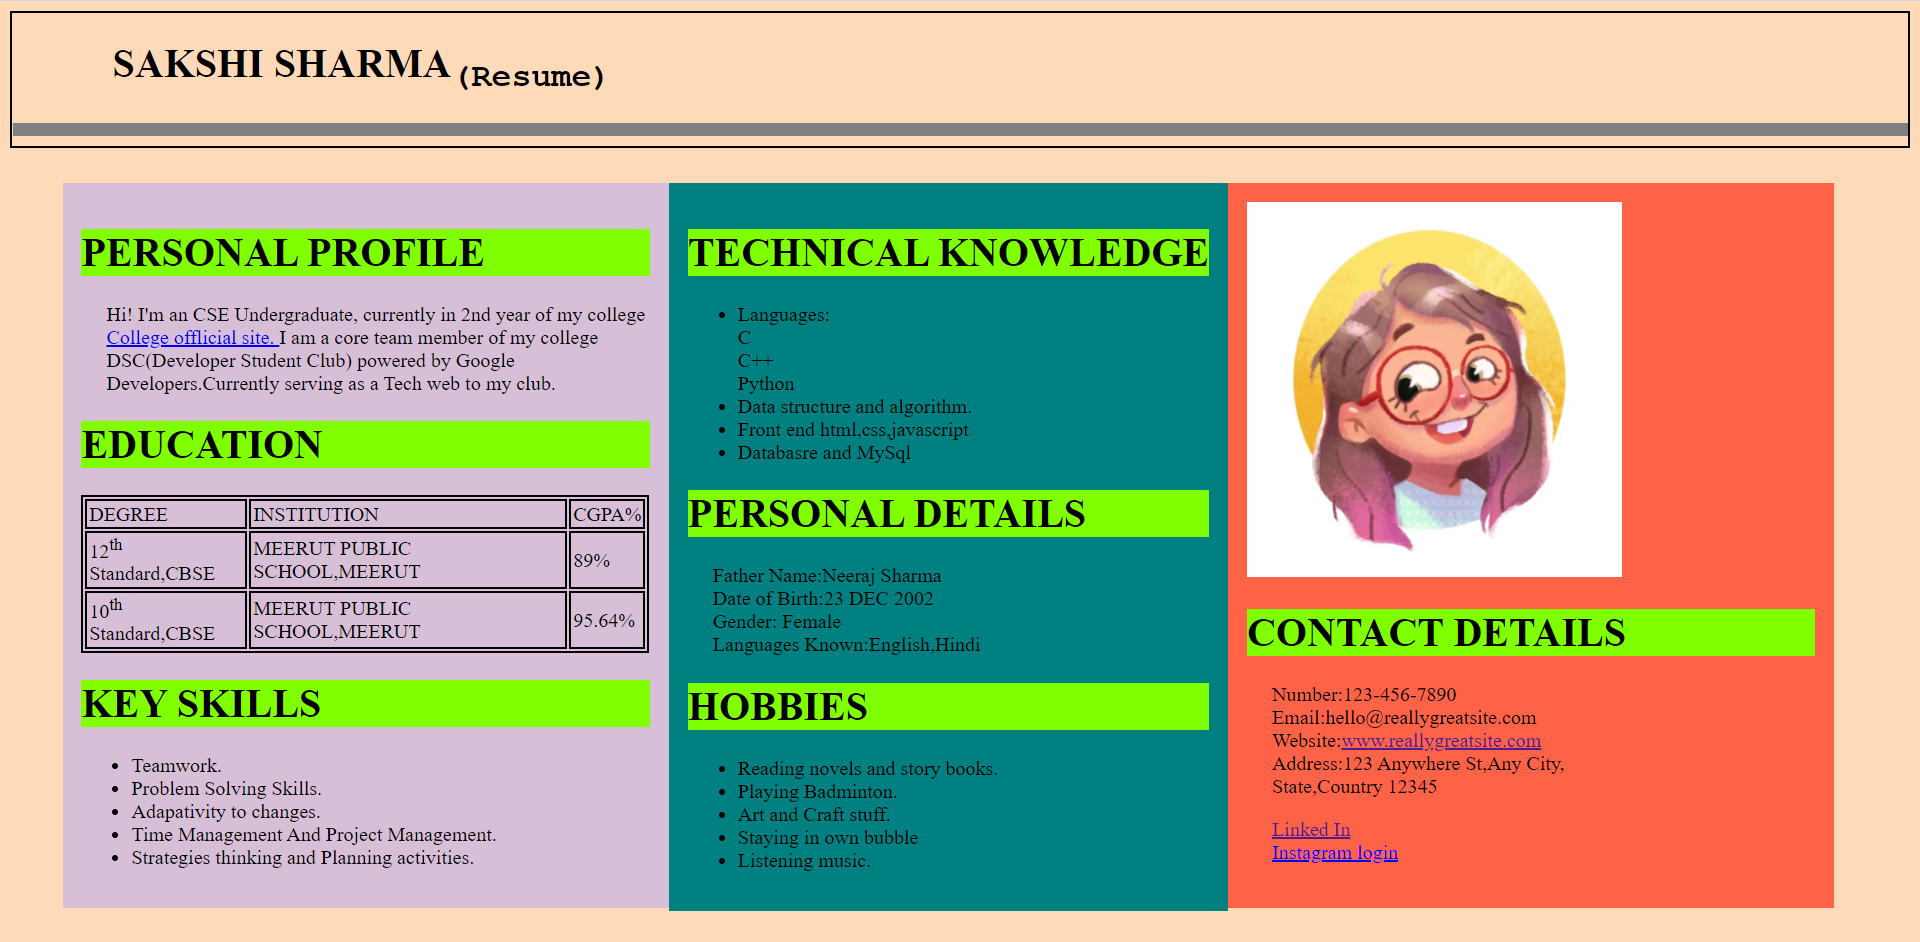 SAKSHI SHARMA (Resume)
PERSONAL PROFILE
Hi! I'm an CSE Undergraduate, currently in 2nd year of my college
College offlicial site. I am a core team member of my college
DSC(Developer Student Club) powered by Google
Developers.Currently serving as a Tech web to my club.
EDUCATION
DEGREE INSTITUTION CGPA%
12th
Standard,CBSE
MEERUT PUBLIC
SCHOOL,MEERUT
89%
10th
Standard,CBSE
MEERUT PUBLIC
SCHOOL,MEERUT
95.64%
KEY SKILLS
• Teamwork.
• Problem Solving Skills.
• Adapativity to changes.
• Time Management And Project Management.
• Strategies thinking and Planning activities.
TECHNICAL KNOWLEDGE
• Languages:
C
C++
Python
• Data structure and algorithm.
• Front end html,css,javascript
• Databasre and MySql
PERSONAL DETAILS
Father Name:Neeraj Sharma
Date of Birth:23 DEC 2002
Gender: Female
Languages Known:English,Hindi
HOBBIES
• Reading novels and story books.
• Playing Badminton.
• Art and Craft stuff.
• Staying in own bubble
• Listening music.
CONTACT DETAILS
Number:123-456-7890
Email:hello@reallygreatsite.com
Website:www.reallygreatsite.com
Address:123 Anywhere St,Any City,
State,Country 12345
Linked In
Instagram login